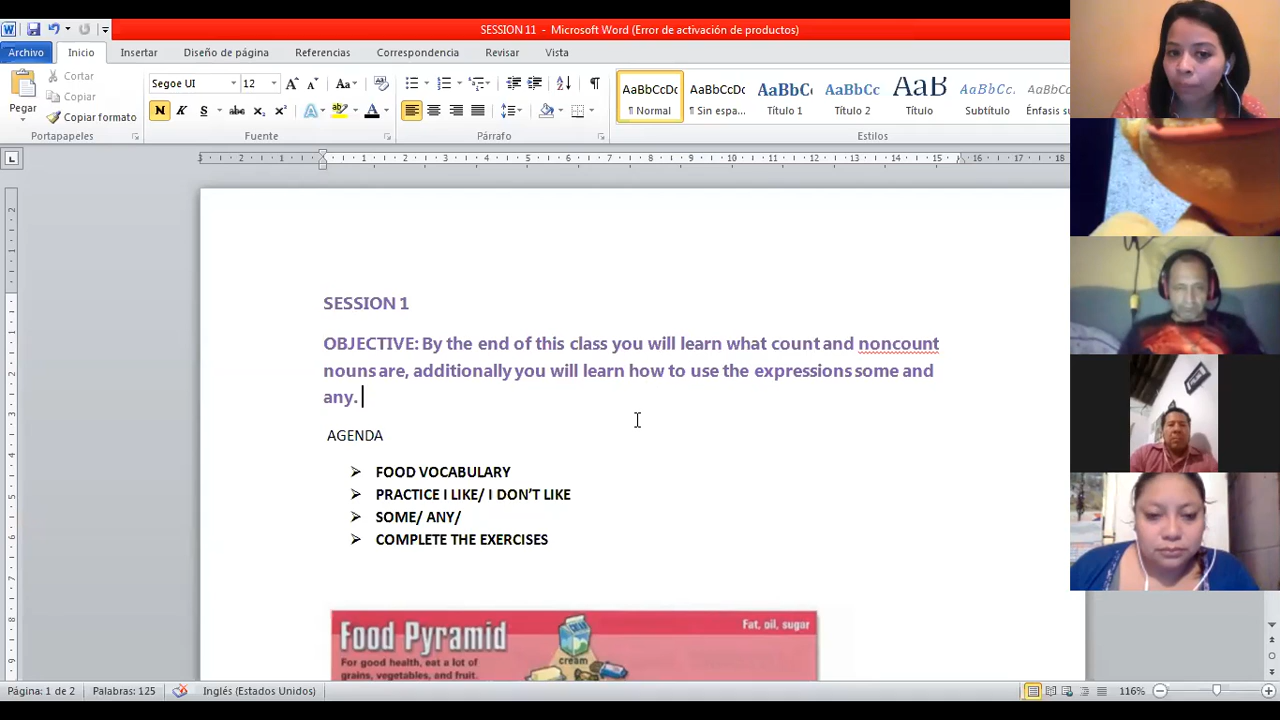 SESSION 11 - Microsoft Word (Error de activación de productos)
Archivo Inicio Insertar Diseño de página Referencias Correspondencia Revisar Vista
Pegar
Cortar
Copiar
Copiar formato
Portapapeles
Segoe UI 12
N K S abc x₂ x²
Fuente
Párrafo
AaBbCcDc AaBbCcDc AaBbCc AaBbCc AaB AaBbCc. AaBbCcDc
¶ Normal ¶ Sin espa... Título 1 Título 2 Título Subtítulo Énfasis sutil
Estilos
SESSION 1
OBJECTIVE: By the end of this class you will learn what count and noncount
nouns are, additionally you will learn how to use the expressions some and
any.
AGENDA
➢ FOOD VOCABULARY
➢ PRACTICE I LIKE/ I DON'T LIKE
➢ SOME/ ANY/
➢ COMPLETE THE EXERCISES
Food Pyramid
For good health, eat a lot of
grains, vegetables, and fruit.
cream
Fat, oil, sugar
Página: 1 de 2 Palabras: 125 Inglés (Estados Unidos) 116%